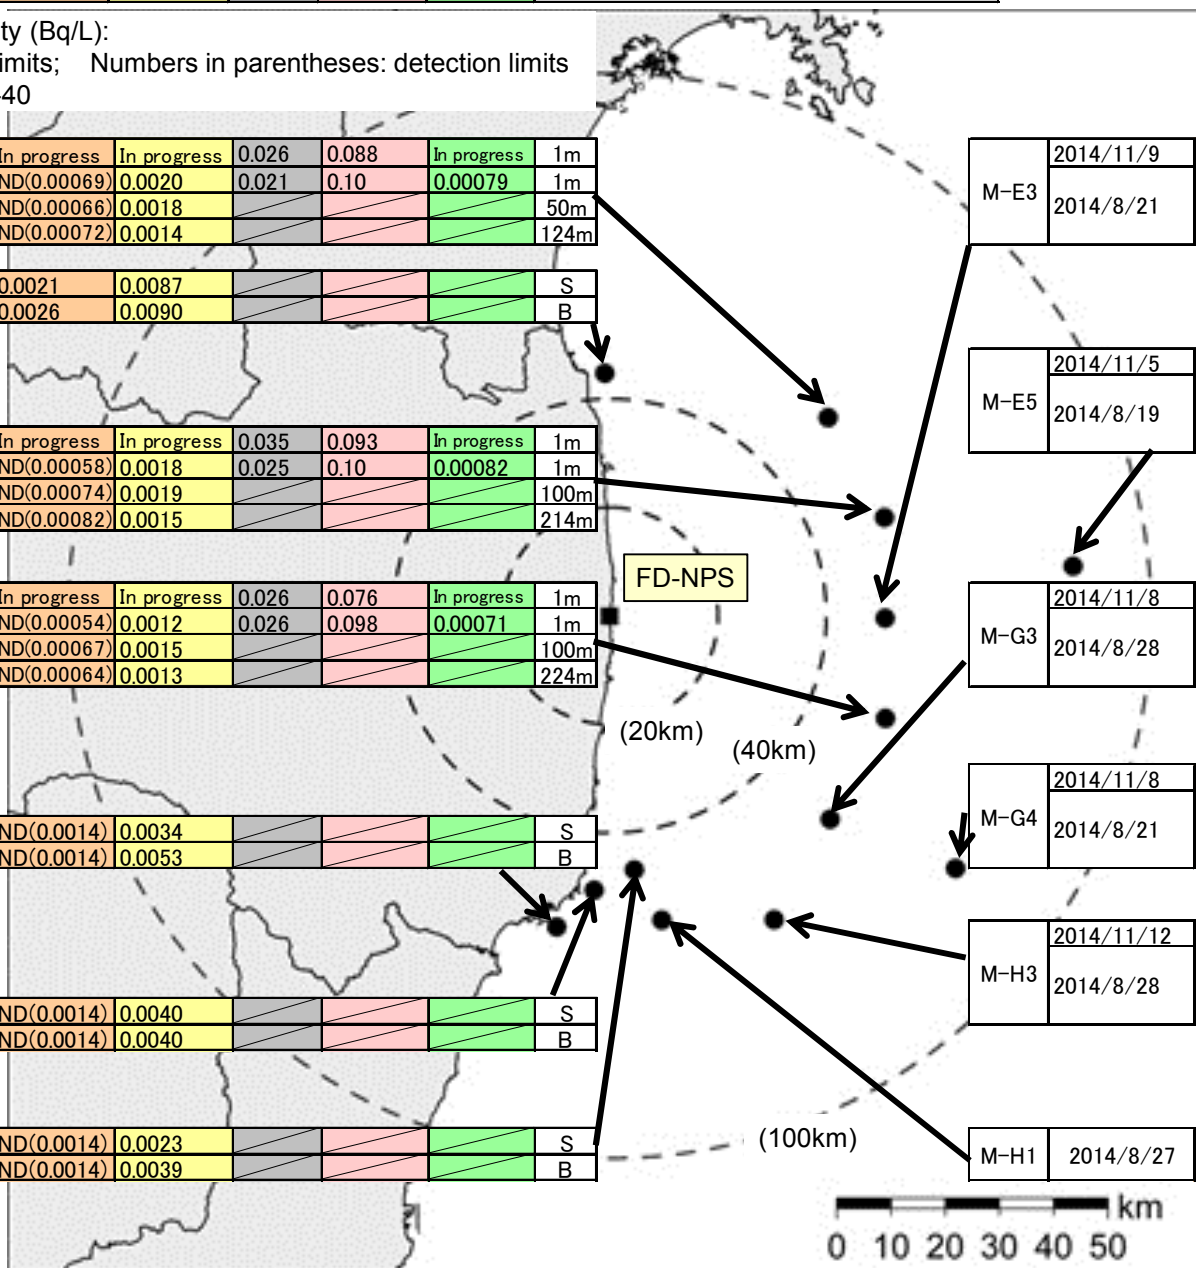 ty (Bq/L):
imits; Numbers in parentheses: detection limits
40
In progress In progress 0.026 0.088 In progress 1m
ND(0.00069) 0.0020 0.021 0.10 0.00079 1m
ND(0.00066) 0.0018 50m
ND(0.00072) 0.0014 124m
M-E3 2014/11/9
2014/8/21
0.0021 0.0087 S
0.0026 0.0090 B
M-E5 2014/11/5
2014/8/19
In progress In progress 0.035 0.093 In progress 1m
ND(0.00058) 0.0018 0.025 0.10 0.00082 1m
ND(0.00074) 0.0019 100m
ND(0.00082) 0.0015 214m
FD-NPS
In progress In progress 0.026 0.076 In progress 1m
ND(0.00054) 0.0012 0.026 0.098 0.00071 1m
ND(0.00067) 0.0015 100m
ND(0.00064) 0.0013 224m
M-G3 2014/11/8
2014/8/28
(20km)
(40km)
M-G4 2014/11/8
2014/8/21
ND(0.0014) 0.0034 S
ND(0.0014) 0.0053 B
M-H3 2014/11/12
2014/8/28
ND(0.0014) 0.0040 S
ND(0.0014) 0.0040 B
ND(0.0014) 0.0023 S
ND(0.0014) 0.0039 B
(100km)
M-H1 2014/8/27
km
0 10 20 30 40 50